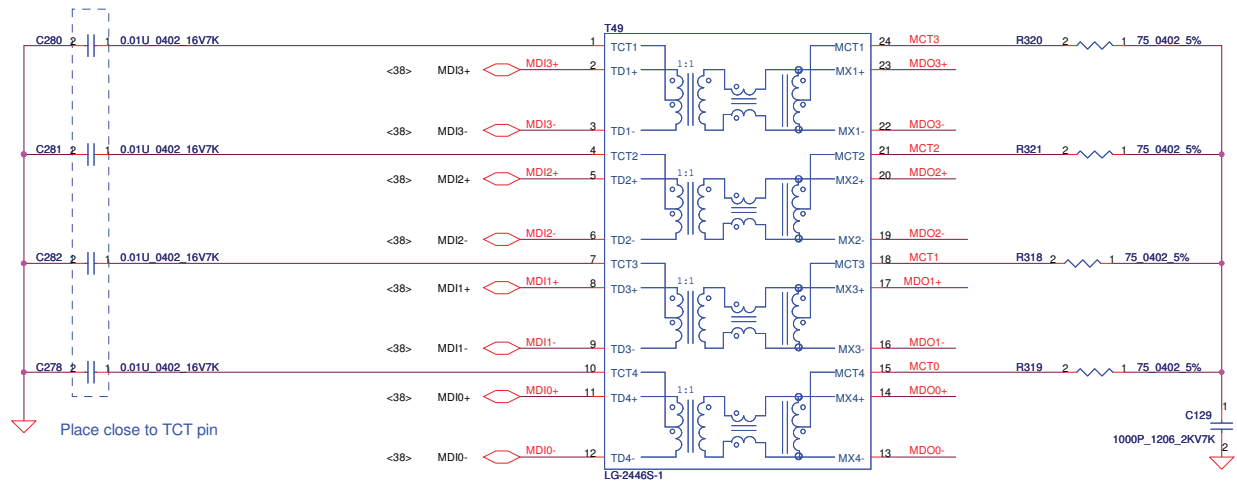 T49
C280 2 1 0.01U_0402_16V7K 1 TCT1 MCT1 24 MCT3 R320 2 1 75_0402_5%
<38> MDI3+ MDI3+ 2 TD1+ 1:1 MX1+ 23 MDO3+
<38> MDI3- MDI3- 3 TD1- MX1- 22 MDO3-
C281 2 1 0.01U_0402_16V7K 4 TCT2 MCT2 21 MCT2 R321 2 1 75_0402_5%
<38> MDI2+ MDI2+ 5 TD2+ 1:1 MX2+ 20 MDO2+
<38> MDI2- MDI2- 6 TD2- MX2- 19 MDO2-
C282 2 1 0.01U_0402_16V7K 7 TCT3 MCT3 18 MCT1 R318 2 1 75_0402_5%
<38> MDI1+ MDI1+ 8 TD3+ 1:1 MX3+ 17 MDO1+
<38> MDI1- MDI1- 9 TD3- MX3- 16 MDO1-
C278 2 1 0.01U_0402_16V7K 10 TCT4 MCT4 15 MCT0 R319 2 1 75_0402_5%
<38> MDI0+ MDI0+ 11 TD4+ 1:1 MX4+ 14 MDO0+
1
C129
Place close to TCT pin
1000P_1206_2KV7K
2
<38> MDI0- MDI0- 12 TD4- MX4- 13 MDO0-
LG-2446S-1